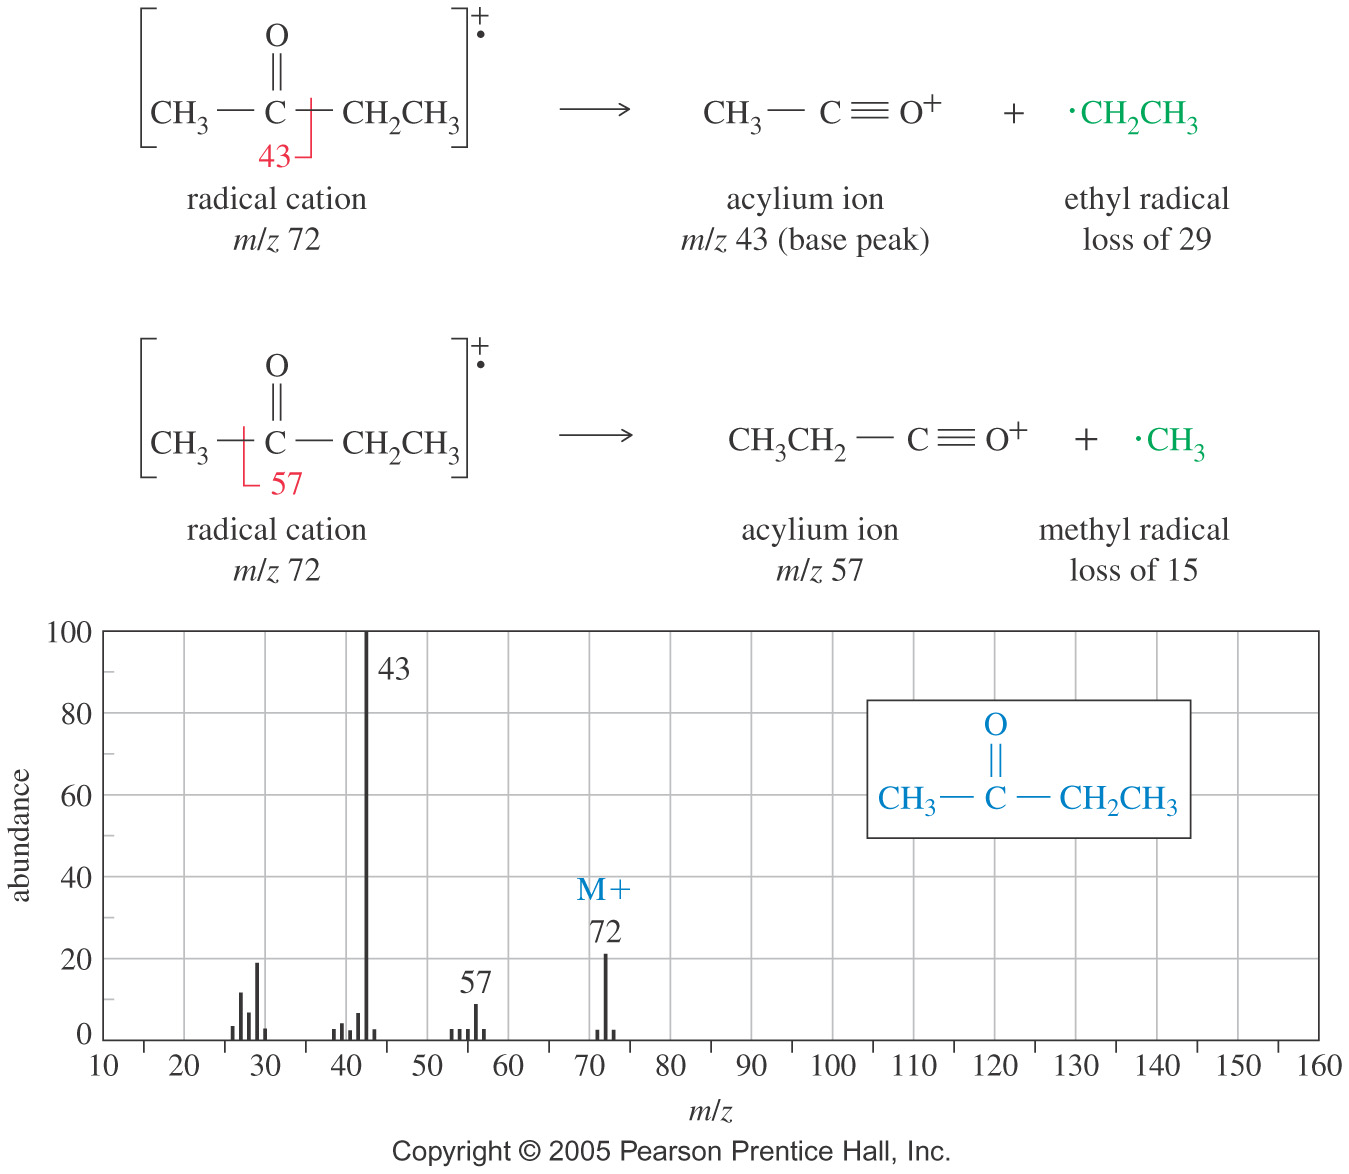 O
CH3 — C — CH2CH3 +•
43
CH3 — C ≡ O+ + ·CH2CH3
radical cation acylium ion ethyl radical
m/z 72 m/z 43 (base peak) loss of 29
O
CH3 — C — CH2CH3 +•
57
CH3CH2 — C ≡ O+ + ·CH3
radical cation acylium ion methyl radical
m/z 72 m/z 57 loss of 15
100
80
60
40
20
0
abundance
43
57
M+
72
O
CH3 — C — CH2CH3
10 20 30 40 50 60 70 80 90 100 110 120 130 140 150 160
m/z
Copyright © 2005 Pearson Prentice Hall, Inc.